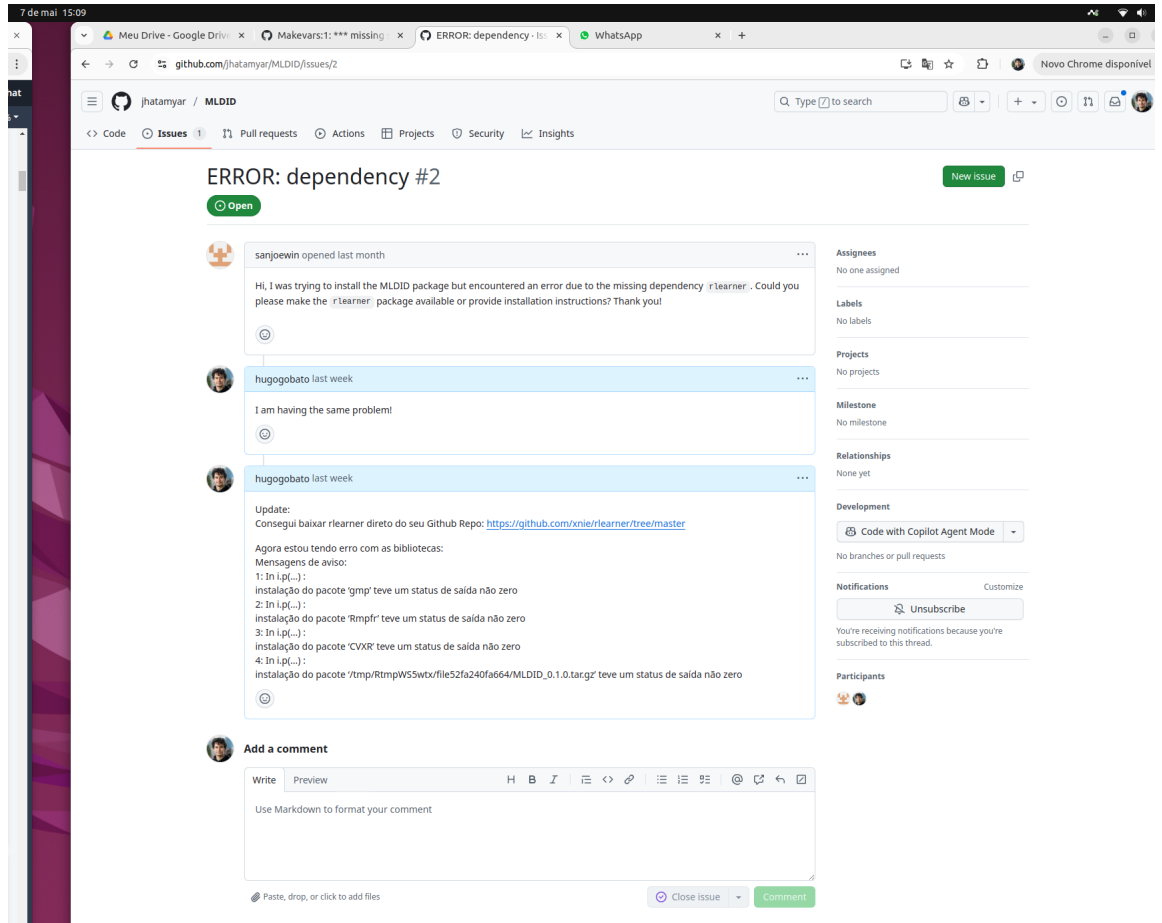 7 de mai 15:09
Meu Drive - Google Drive
Makevars:1: *** missing
ERROR: dependency · Iss
WhatsApp
github.com/jhatamyar/MLDID/issues/2
Novo Chrome disponível
hat
jhatamyar / MLDID
Type / to search
Code
Issues 1
Pull requests
Actions
Projects
Security
Insights
ERROR: dependency #2
New issue
Open
sanjoewin opened last month
Hi, I was trying to install the MLDID package but encountered an error due to the missing dependency rlearner. Could you
please make the rlearner package available or provide installation instructions? Thank you!
hugogobato last week
I am having the same problem!
hugogobato last week
Update:
Consegui baixar rlearner direto do seu Github Repo: https://github.com/xnie/rlearner/tree/master
Agora estou tendo erro com as bibliotecas:
Mensagens de aviso:
1: In i.p(...) :
instalação do pacote ‘gmp’ teve um status de saída não zero
2: In i.p(...) :
instalação do pacote ‘Rmpfr’ teve um status de saída não zero
3: In i.p(...) :
instalação do pacote ‘CVXR’ teve um status de saída não zero
4: In i.p(...) :
instalação do pacote ‘/tmp/RtmpWS5wtx/file52fa240fa664/MLDID_0.1.0.tar.gz’ teve um status de saída não zero
Add a comment
Write
Preview
Use Markdown to format your comment
Paste, drop, or click to add files
Close issue
Comment
Assignees
No one assigned
Labels
No labels
Projects
No projects
Milestone
No milestone
Relationships
None yet
Development
Code with Copilot Agent Mode
No branches or pull requests
Notifications
Customize
Unsubscribe
You're receiving notifications because you're
subscribed to this thread.
Participants